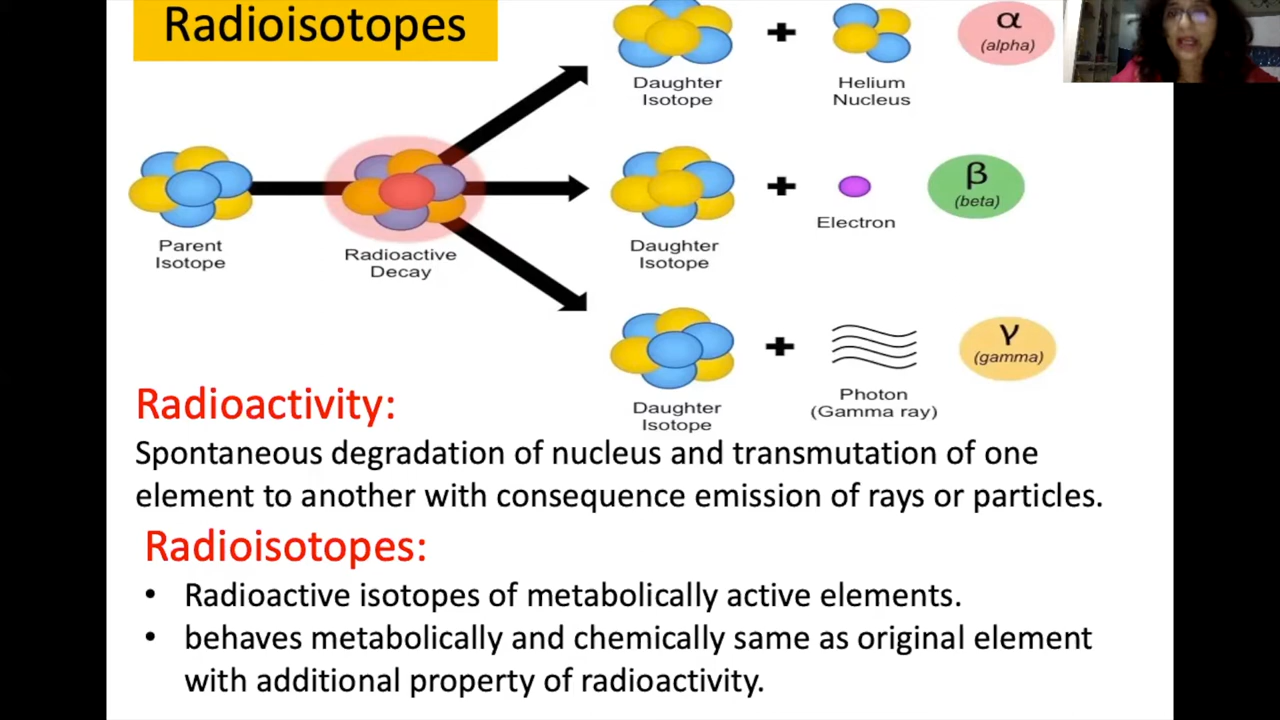 Radioisotopes
Daughter
Isotope
+
Helium
Nucleus
α
(alpha)
Parent
Isotope
Radioactive
Decay
Daughter
Isotope
+
Electron
β
(beta)
Daughter
Isotope
+
Photon
(Gamma ray)
γ
(gamma)
Radioactivity:
Spontaneous degradation of nucleus and transmutation of one
element to another with consequence emission of rays or particles.
Radioisotopes:
• Radioactive isotopes of metabolically active elements.
• behaves metabolically and chemically same as original element
with additional property of radioactivity.